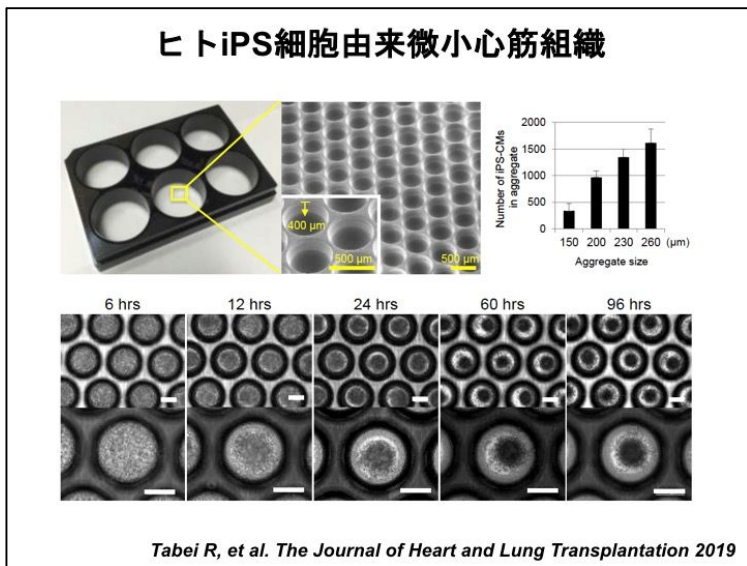 ヒトiPS細胞由来微小心筋組織
400 µm
500 µm
500 µm
Number of iPS-CMs
in aggregate
2000
1500
1000
500
0
150 200 230 260 (µm)
Aggregate size
6 hrs 12 hrs 24 hrs 60 hrs 96 hrs
Tabei R, et al. The Journal of Heart and Lung Transplantation 2019